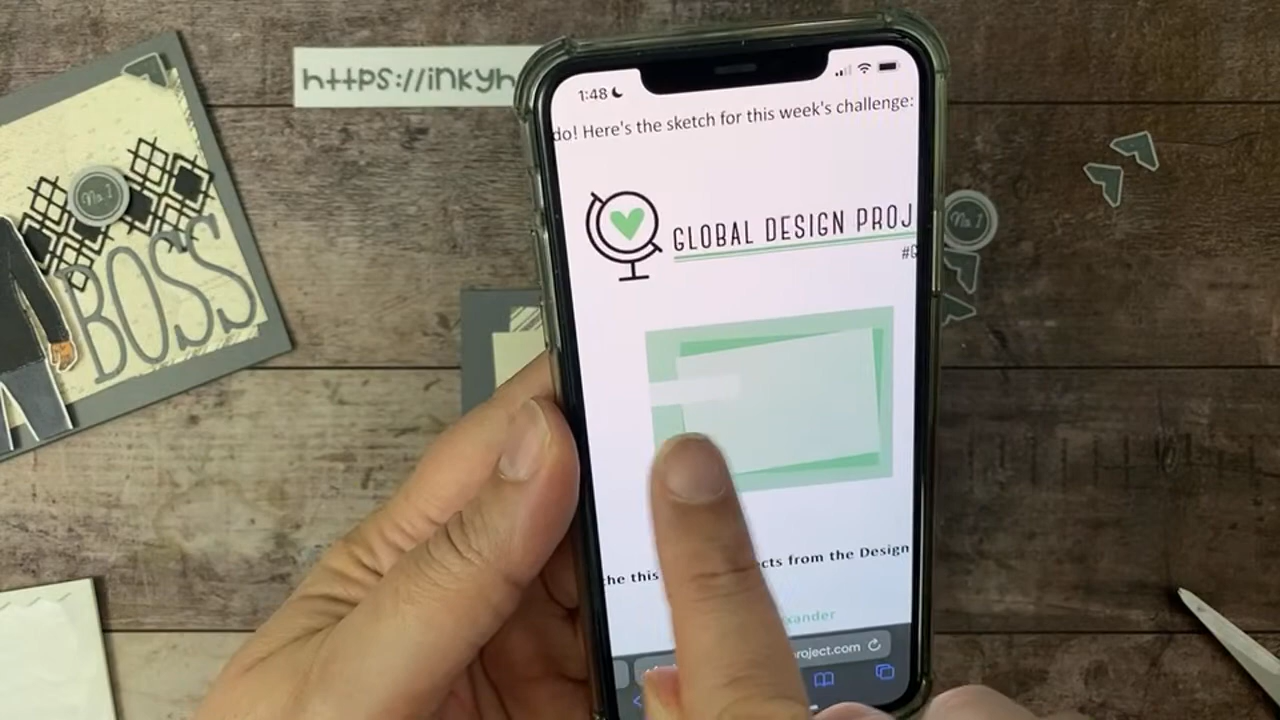 https://inkyh
1:48
do! Here's the sketch for this week's challenge:
GLOBAL DESIGN PROJ
#G
No.1
No.1
BOSS
the this cts from the Design
xander
project.com